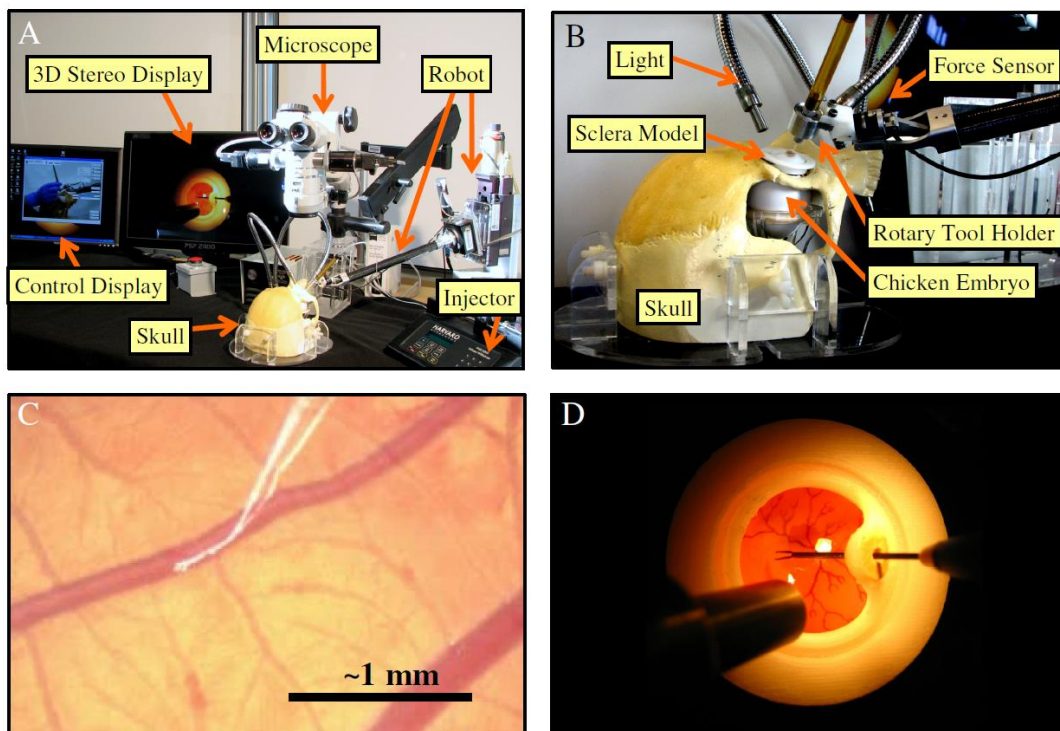 A
Microscope
3D Stereo Display
Robot
Control Display
Injector
Skull
HARVARD
B
Light
Force Sensor
Sclera Model
Rotary Tool Holder
Chicken Embryo
Skull
C
~1 mm
D